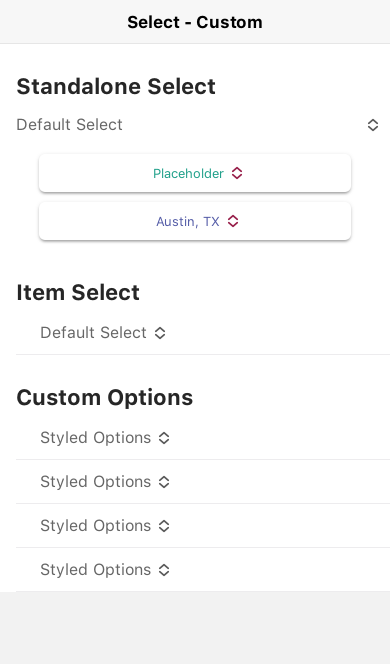 Select - Custom
Standalone Select
Default Select
Placeholder
Austin, TX
Item Select
Default Select
Custom Options
Styled Options
Styled Options
Styled Options
Styled Options